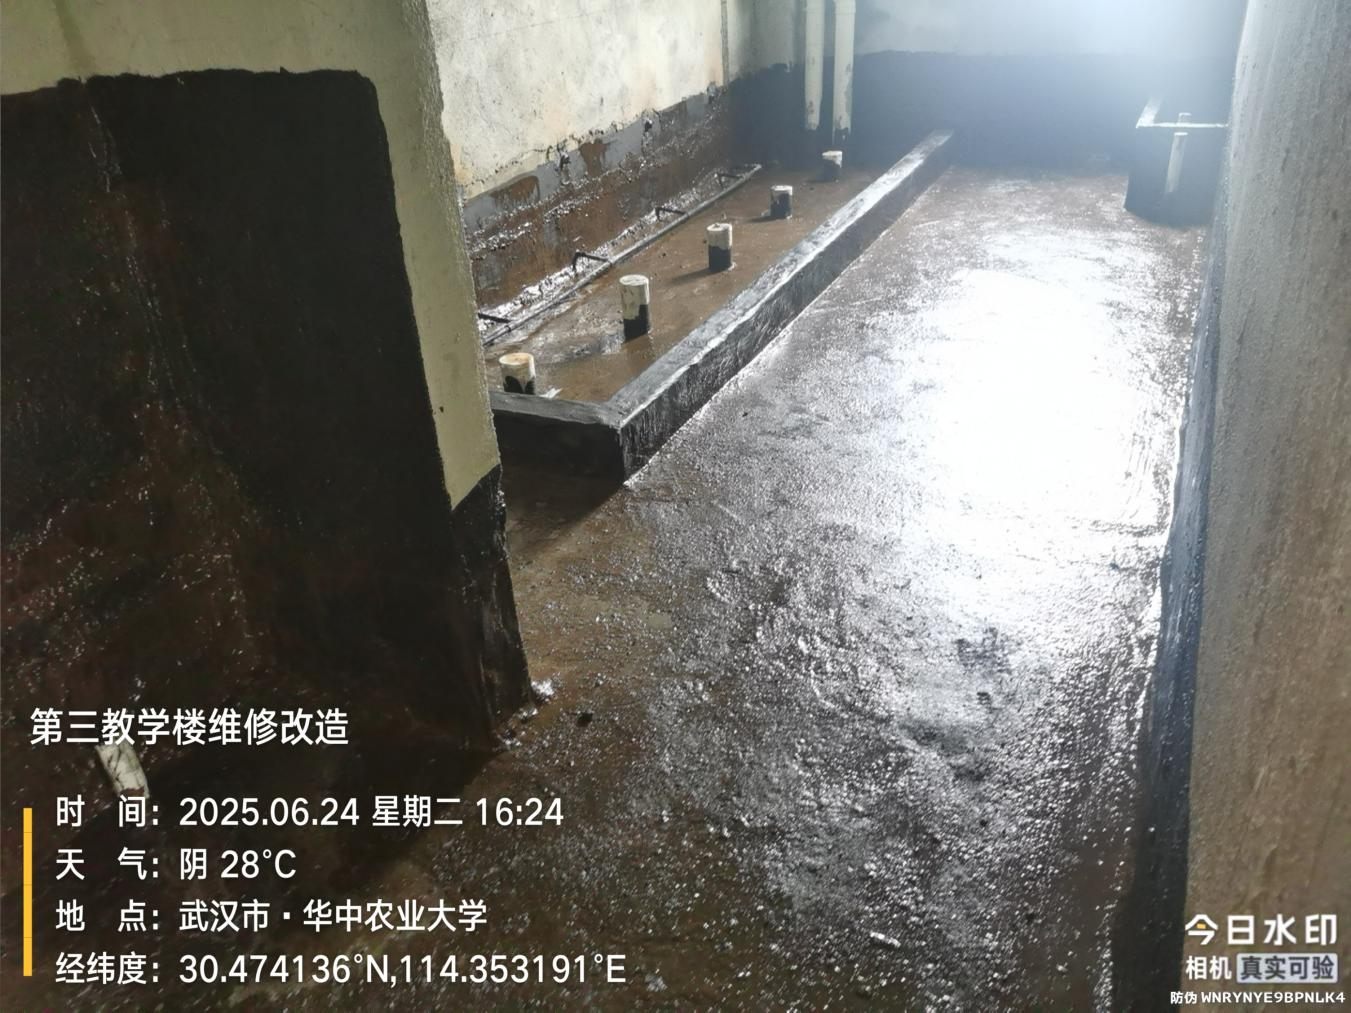 第三教学楼维修改造
时 间：2025.06.24 星期二 16:24
天 气：阴 28°C
地 点：武汉市·华中农业大学
经纬度：30.474136°N,114.353191°E
今日水印
相机 真实可验
防伪 WNRYNYE9BPNLK4